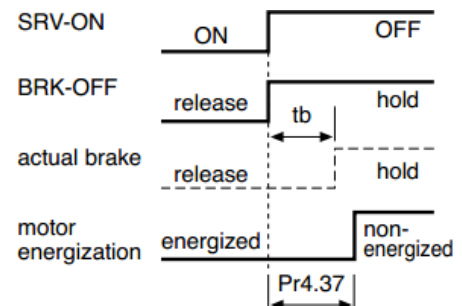 SRV-ON ON OFF
BRK-OFF release hold
tb
actual brake release hold
motor energization energized non-energized
Pr4.37